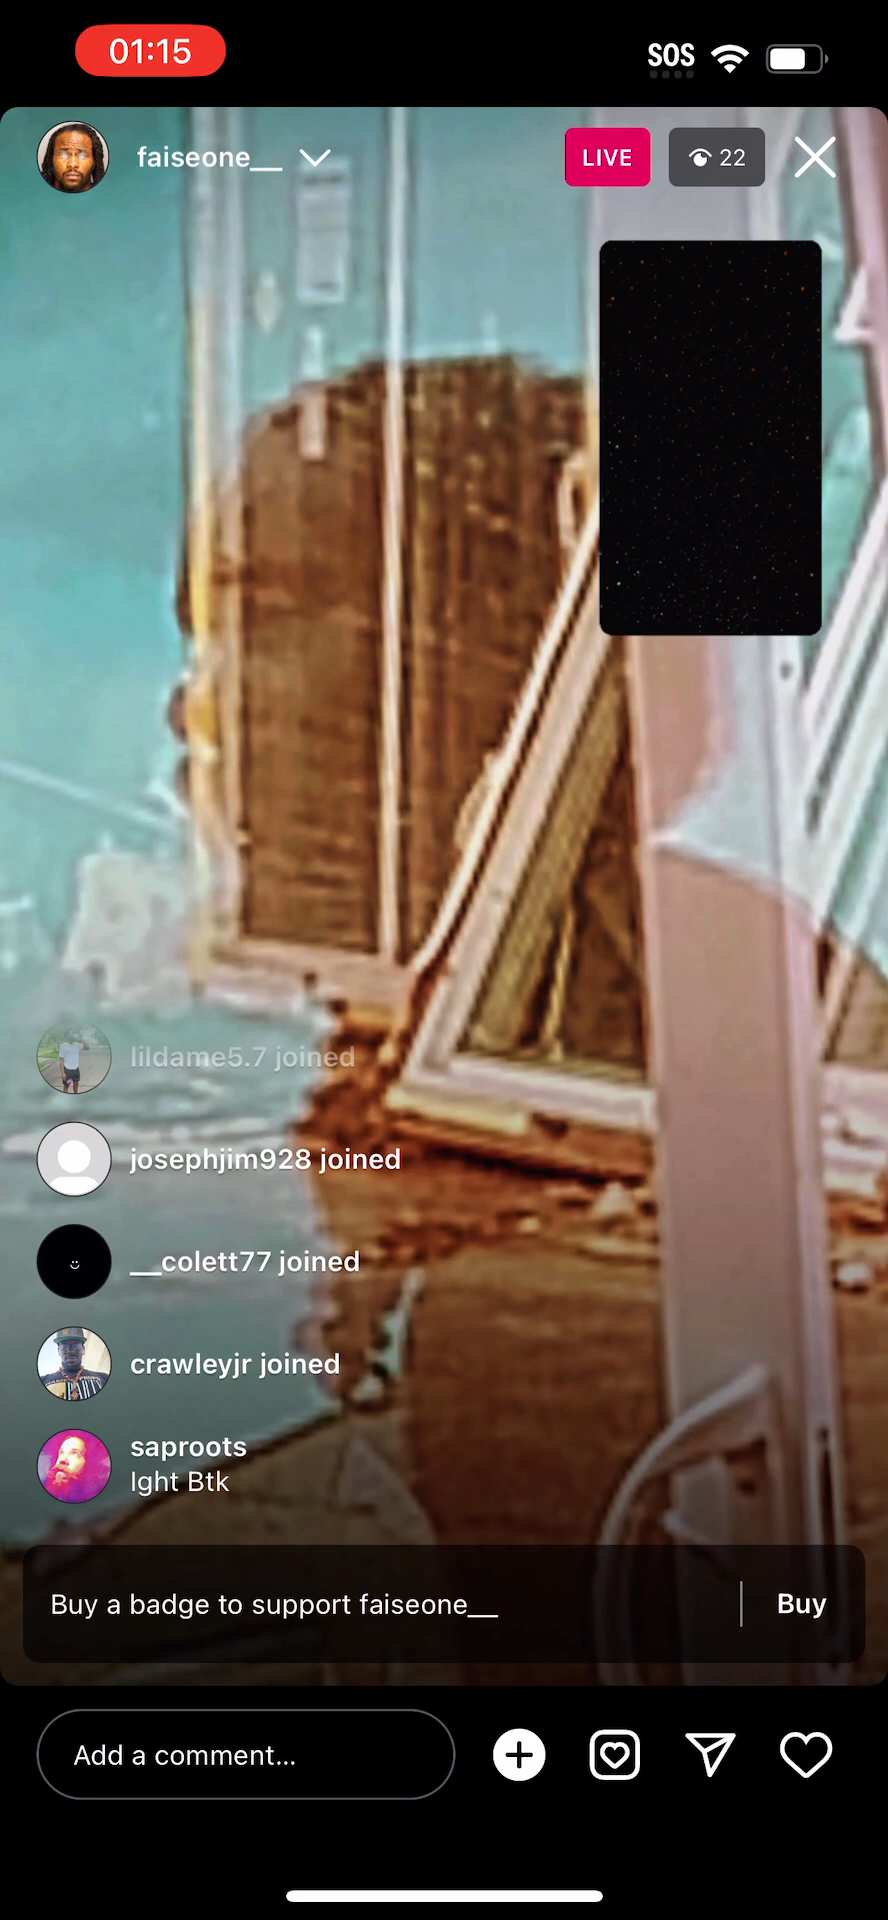 01:15
SOS
faiseone__
LIVE
22
lildame5.7 joined
josephjim928 joined
__colett77 joined
crawleyjr joined
saproots
Ight Btk
Buy a badge to support faiseone__
Buy
Add a comment...